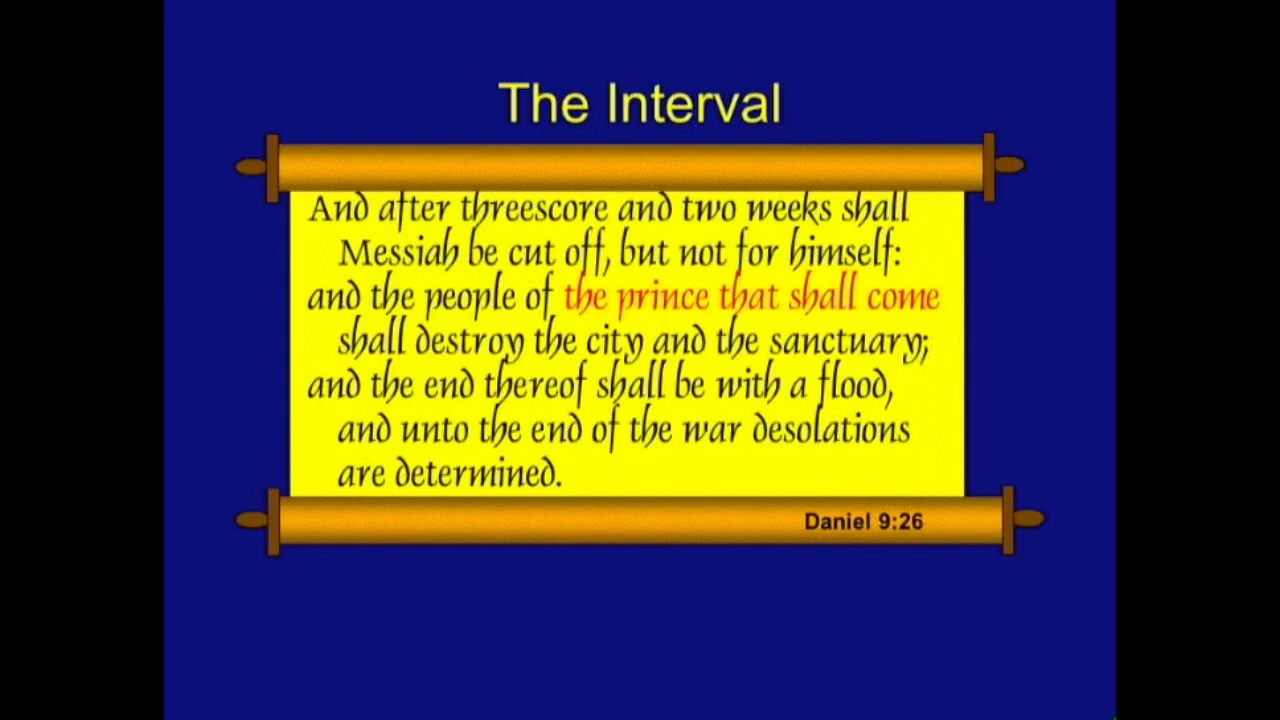 The Interval
And after threescore and two weeks shall
Messiah be cut off, but not for himself:
and the people of the prince that shall come
shall destroy the city and the sanctuary;
and the end thereof shall be with a flood,
and unto the end of the war desolations
are determined.
Daniel 9:26